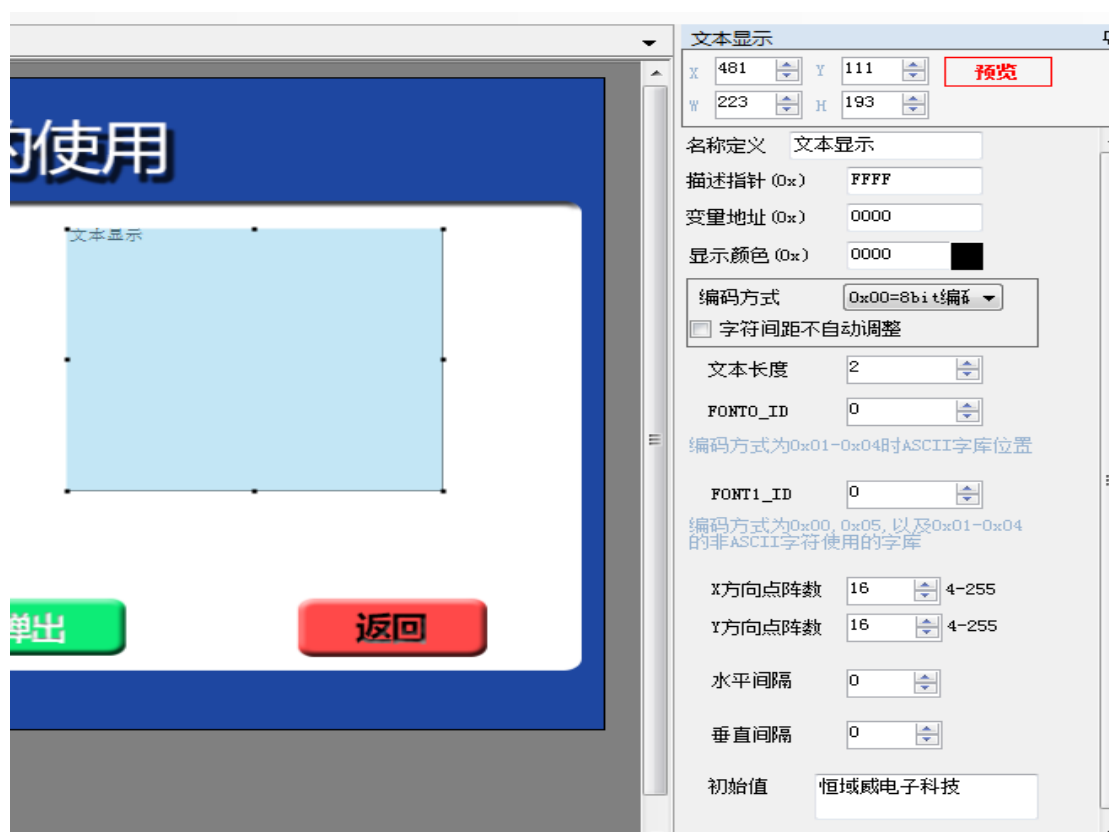 文本显示
X 481 Y 111 预览
W 223 H 193
的使用
文本显示
弹出
返回
名称定义 文本显示
描述指针(0x) FFFF
变量地址(0x) 0000
显示颜色(0x) 0000
编码方式 0x00=8bit编码
字符间距不自动调整
文本长度 2
FONT0_ID 0
编码方式为0x01-0x04时ASCII字库位置
FONT1_ID 0
编码方式为0x00,0x05,以及0x01-0x04
的非ASCII字符使用的字库
X方向点阵数 16 4-255
Y方向点阵数 16 4-255
水平间隔 0
垂直间隔 0
初始值 恒域威电子科技